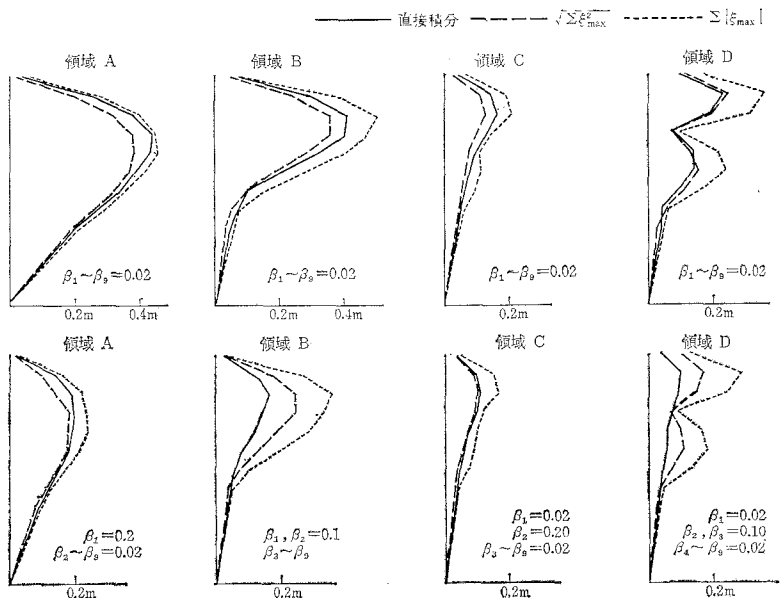 直接積分 √Σξ²max Σ|ξmax|
領域 A 領域 B 領域 C 領域 D
β₁~β₉=0.02 β₁~β₉=0.02 β₁~β₉=0.02 β₁~β₉=0.02
0.2m 0.4m 0.2m 0.4m 0.2m 0.2m
領域 A 領域 B 領域 C 領域 D
β₁=0.2
β₂~β₉=0.02
β₁, β₂=0.1
β₃~β₉
β₁=0.02
β₂=0.20
β₃~β₉=0.02
β₁=0.02
β₂, β₃=0.10
β₄~β₉=0.02
0.2m 0.2m 0.2m 0.2m